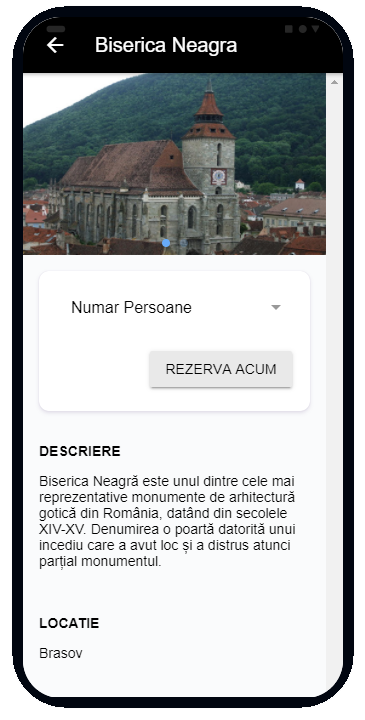 Biserica Neagra
Numar Persoane
REZERVA ACUM
DESCRIERE
Biserica Neagră este unul dintre cele mai
reprezentative monumente de arhitectură
gotică din România, datând din secolele
XIV-XV. Denumirea o poartă datorită unui
incediu care a avut loc și a distrus atunci
parțial monumentul.
LOCATIE
Brasov